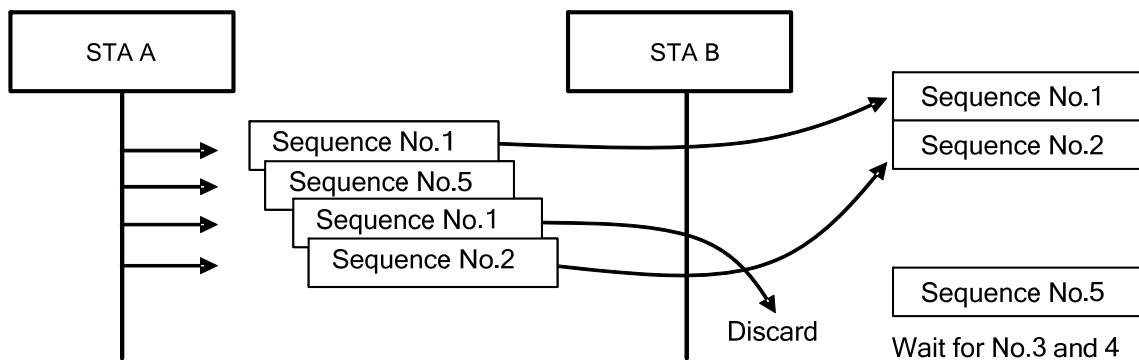 STA A
STA B
Sequence No.1
Sequence No.5
Sequence No.1
Sequence No.2
Discard
Sequence No.1
Sequence No.2
Sequence No.5
Wait for No.3 and 4